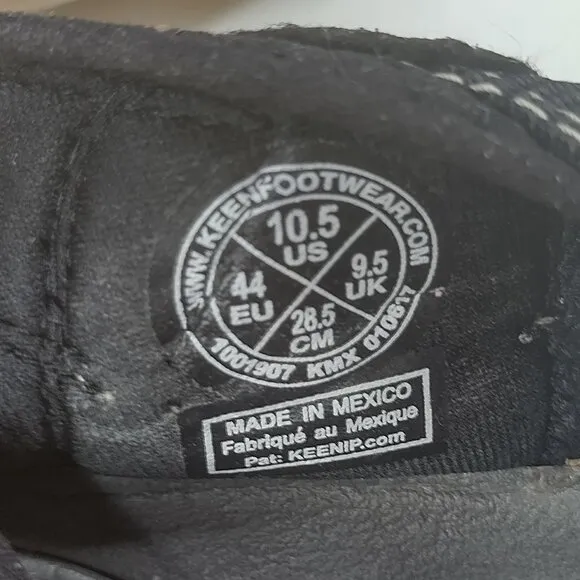 WWW.KEENFOOTWEAR.COM
10.5
US
44
EU
9.5
UK
28.5
CM
1001907 KMX 010617
MADE IN MEXICO
Fabriqué au Mexique
Pat: KEENIP.com